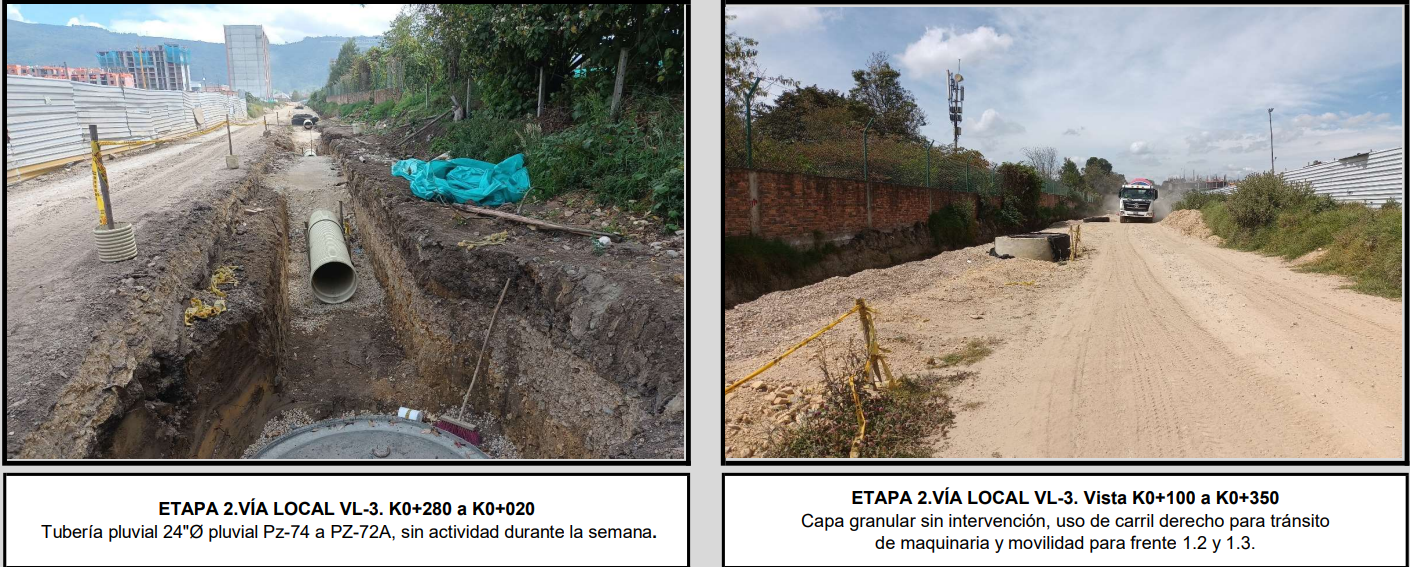 ETAPA 2.VÍA LOCAL VL-3. K0+280 a K0+020
Tubería pluvial 24"Ø pluvial Pz-74 a PZ-72A, sin actividad durante la semana.
ETAPA 2.VÍA LOCAL VL-3. Vista K0+100 a K0+350
Capa granular sin intervención, uso de carril derecho para tránsito
de maquinaria y movilidad para frente 1.2 y 1.3.